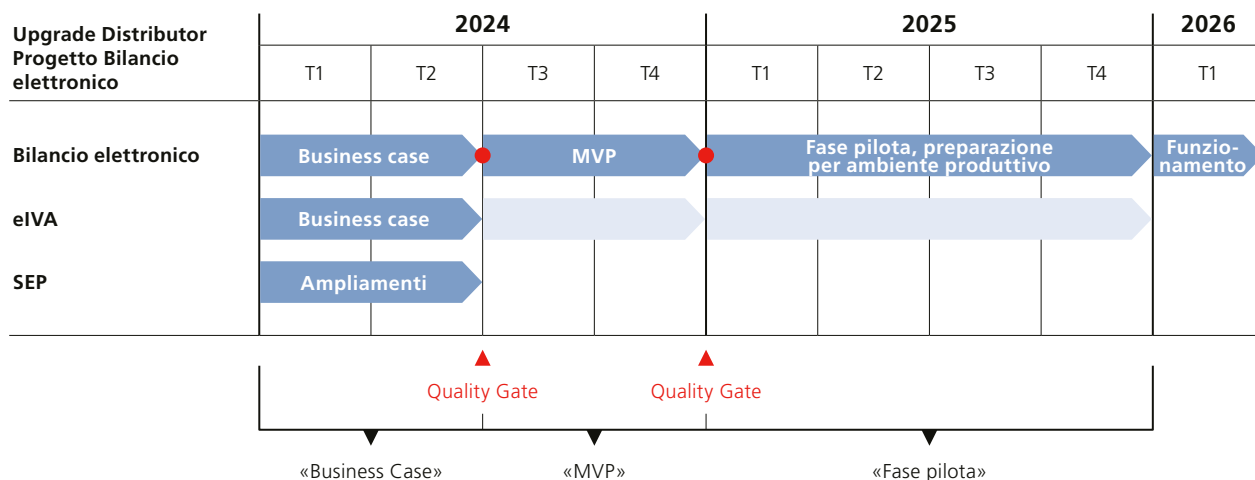 Upgrade Distributor
Progetto Bilancio
elettronico
2024
2025
2026
T1
T2
T3
T4
T1
T2
T3
T4
T1
Bilancio elettronico
Business case
MVP
Fase pilota, preparazione
per ambiente produttivo
Funzio-
namento
eIVA
Business case
SEP
Ampliamenti
Quality Gate
Quality Gate
«Business Case»
«MVP»
«Fase pilota»